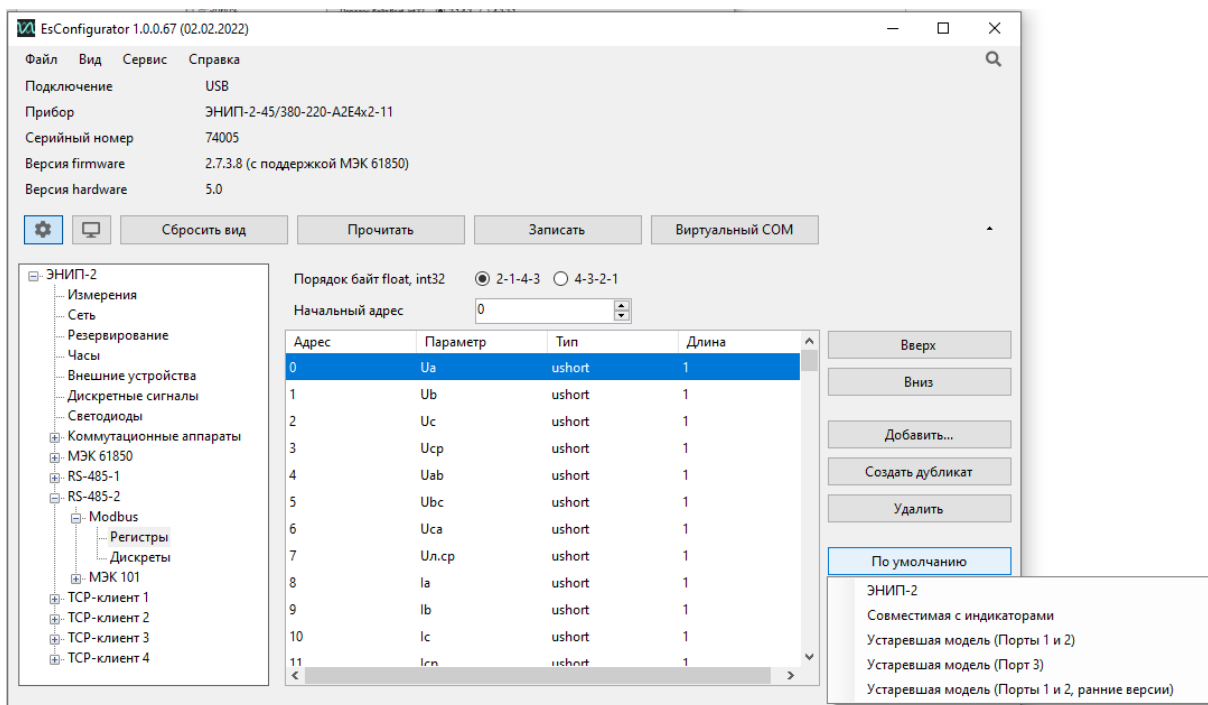 EsConfigurator 1.0.0.67 (02.02.2022)
Файл Вид Сервис Справка
Подключение USB
Прибор ЭНИП-2-45/380-220-A2E4x2-11
Серийный номер 74005
Версия firmware 2.7.3.8 (с поддержкой МЭК 61850)
Версия hardware 5.0
Сбросить вид Прочитать Записать Виртуальный COM
ЭНИП-2
Измерения
Сеть
Резервирование
Часы
Внешние устройства
Дискретные сигналы
Светодиоды
Коммутационные аппараты
МЭК 61850
RS-485-1
RS-485-2
Modbus
Регистры
Дискреты
МЭК 101
TCP-клиент 1
TCP-клиент 2
TCP-клиент 3
TCP-клиент 4
Порядок байт float, int32 2-1-4-3 4-3-2-1
Начальный адрес 0
Адрес Параметр Тип Длина
0 Ua ushort 1
1 Ub ushort 1
2 Uc ushort 1
3 Uср ushort 1
4 Uab ushort 1
5 Ubc ushort 1
6 Uca ushort 1
7 Uл.ср ushort 1
8 Ia ushort 1
9 Ib ushort 1
10 Ic ushort 1
11 Iср ushort 1
Вверх
Вниз
Добавить...
Создать дубликат
Удалить
По умолчанию
ЭНИП-2
Совместимая с индикаторами
Устаревшая модель (Порты 1 и 2)
Устаревшая модель (Порт 3)
Устаревшая модель (Порты 1 и 2, ранние версии)